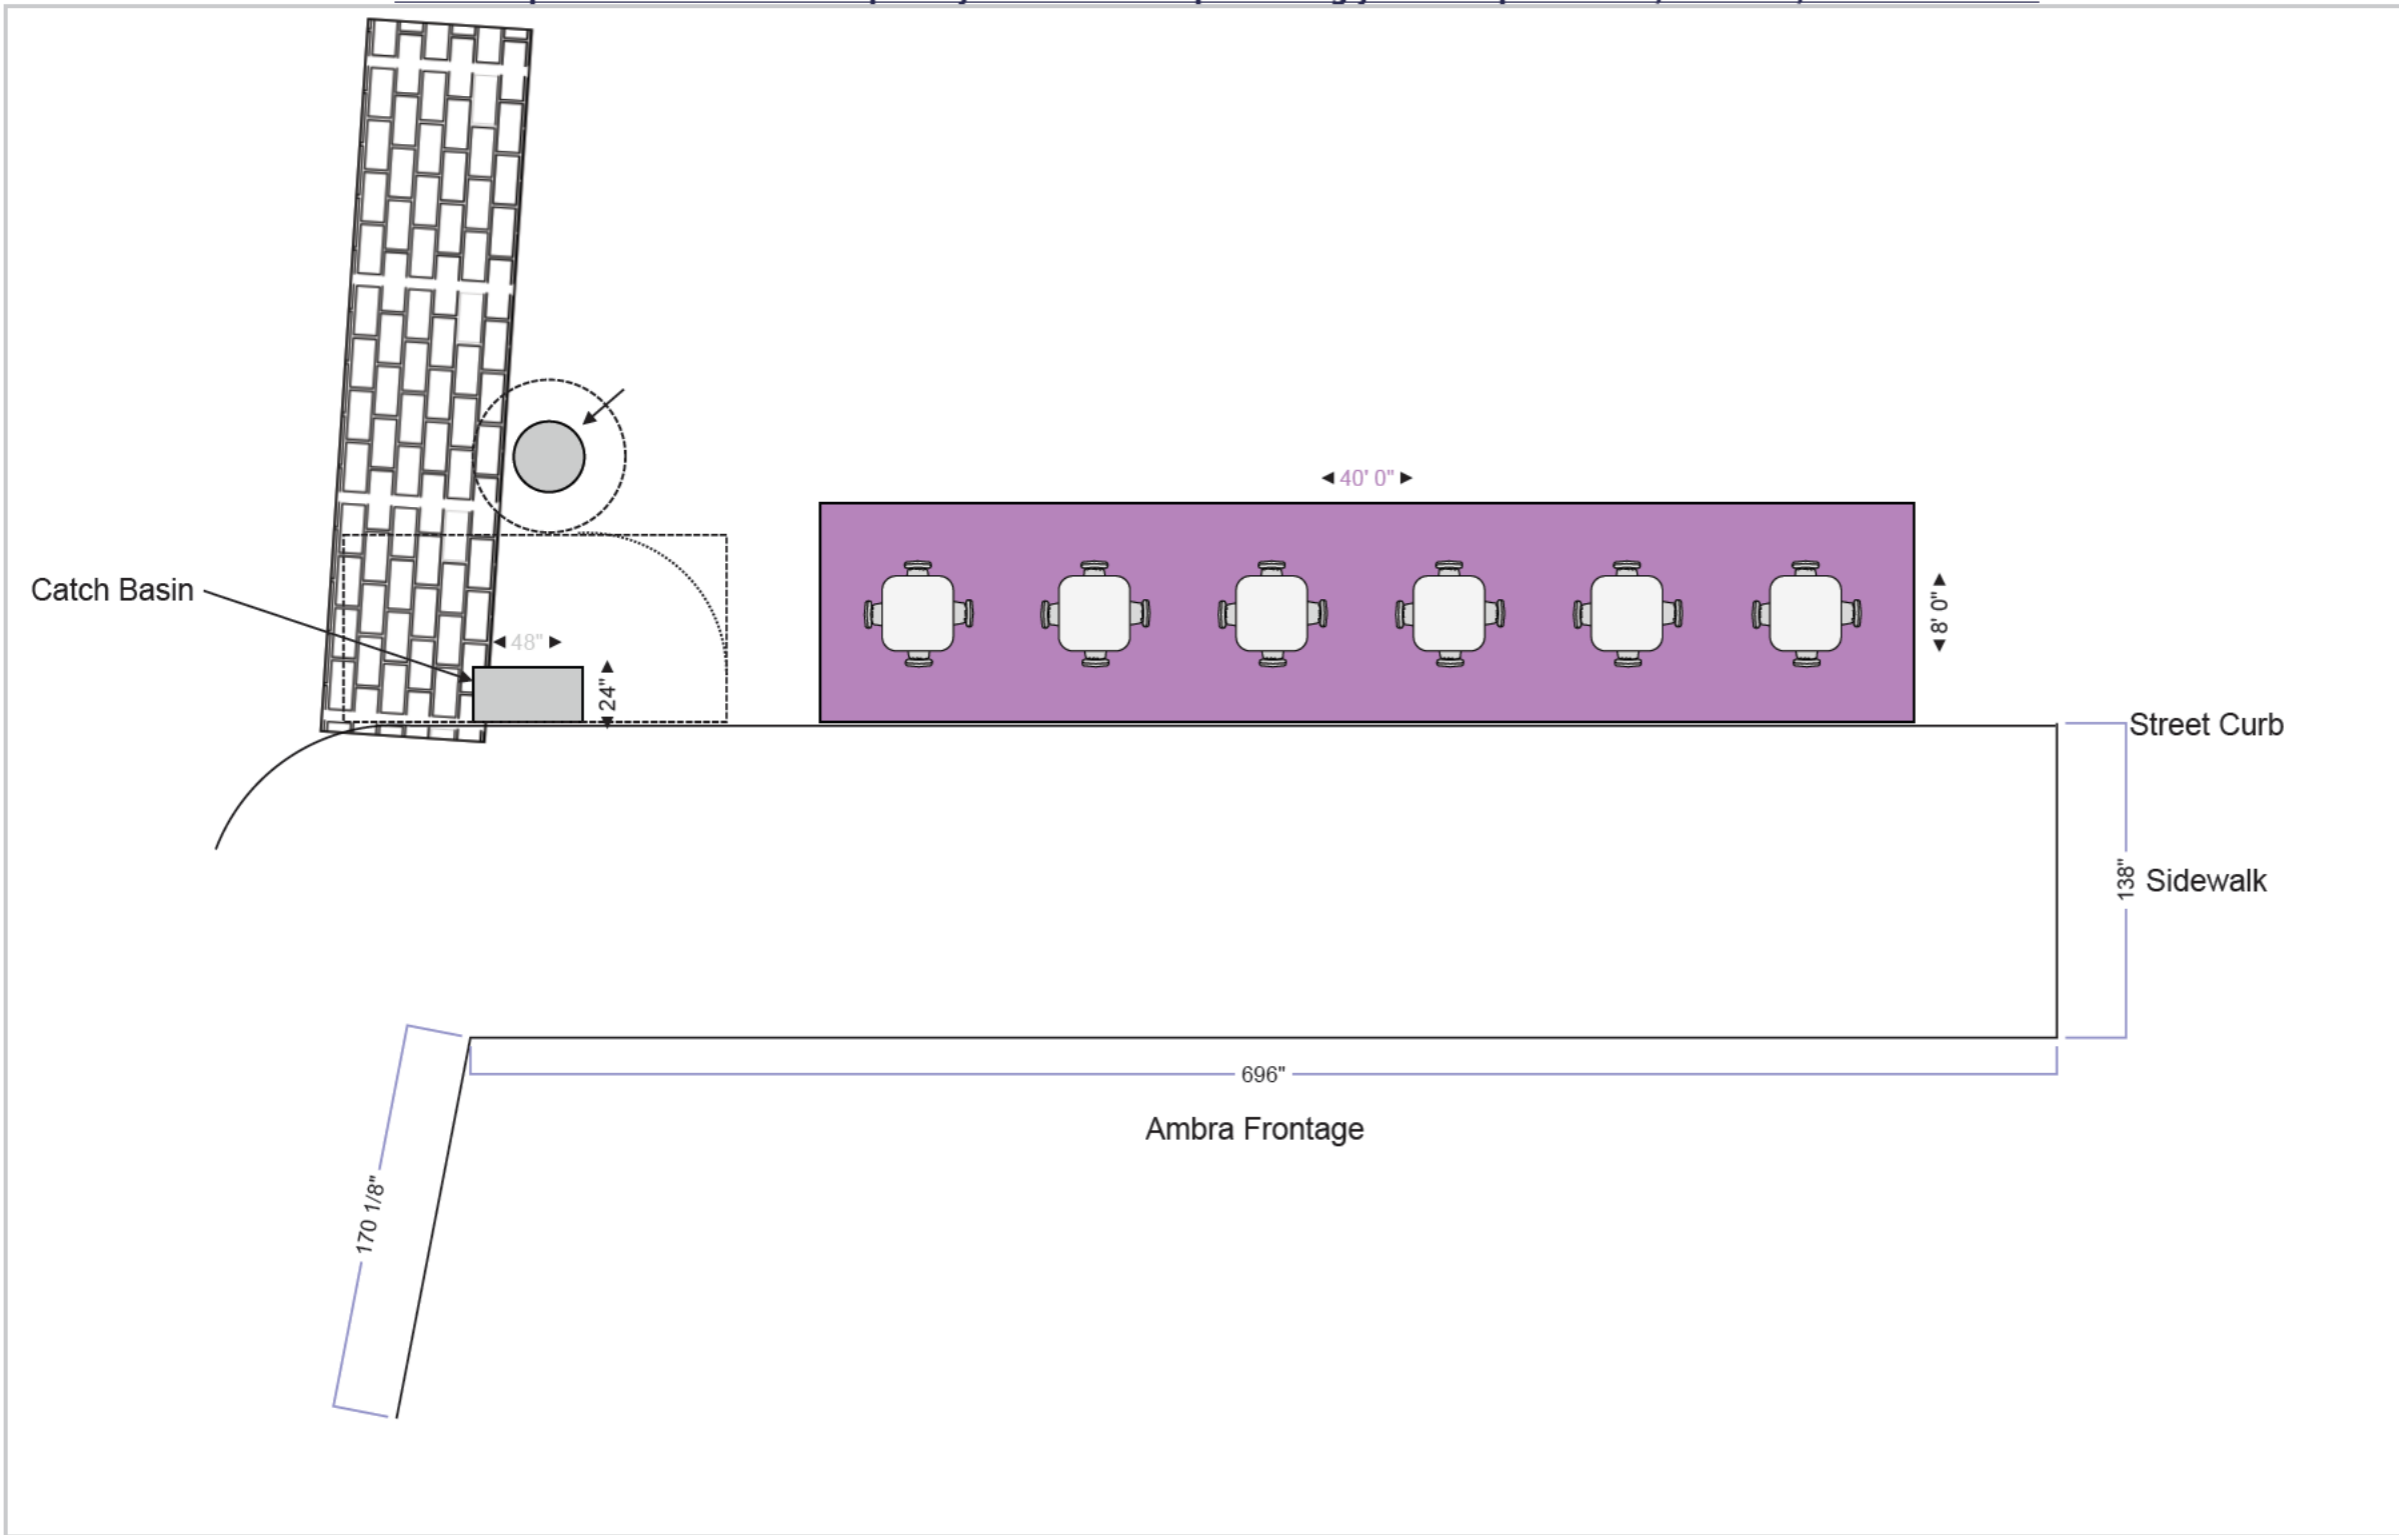 40' 0"
Catch Basin
48"
24"
8' 0"
Street Curb
138"
Sidewalk
696"
Ambra Frontage
170 1/8"